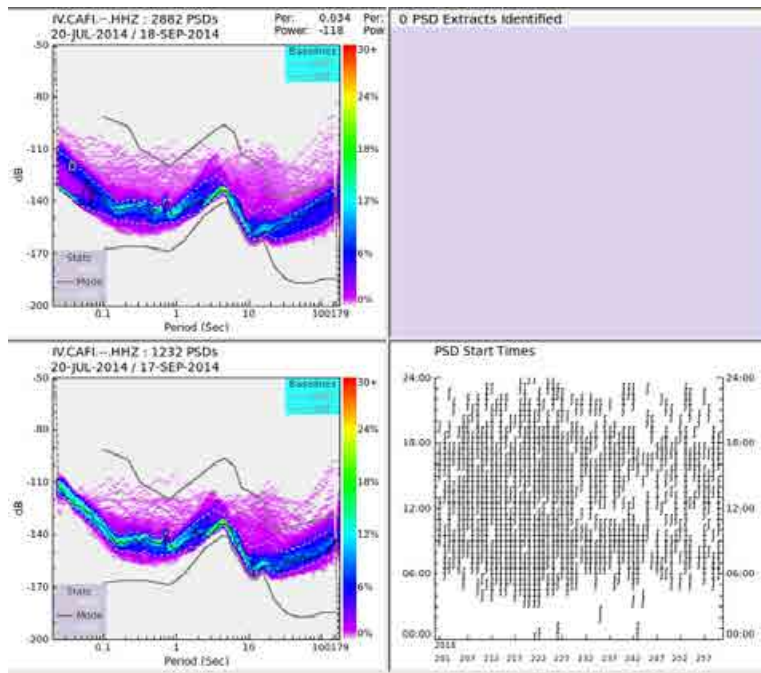 IV.CAFI.--.HHZ : 2882 PSDs
20-JUL-2014 / 18-SEP-2014
Per: 0.034 Per:
Power: -118 Pow
Baselines
-50
-80
-110
-140
-170
-200
dB
D
Stats
Mode
0.1 1 10 100179
Period (Sec)
30+
24%
18%
12%
6%
0%
0 PSD Extracts Identified
IV.CAFI.--.HHZ : 1232 PSDs
20-JUL-2014 / 17-SEP-2014
Baselines
-50
-80
-110
-140
-170
-200
dB
Stats
Mode
0.1 1 10 100179
Period (Sec)
30+
24%
18%
12%
6%
0%
PSD Start Times
24:00 24:00
18:00 18:00
12:00 12:00
06:00 06:00
00:00 00:00
201 207 212 217 222 227 232 237 242 247 252 257